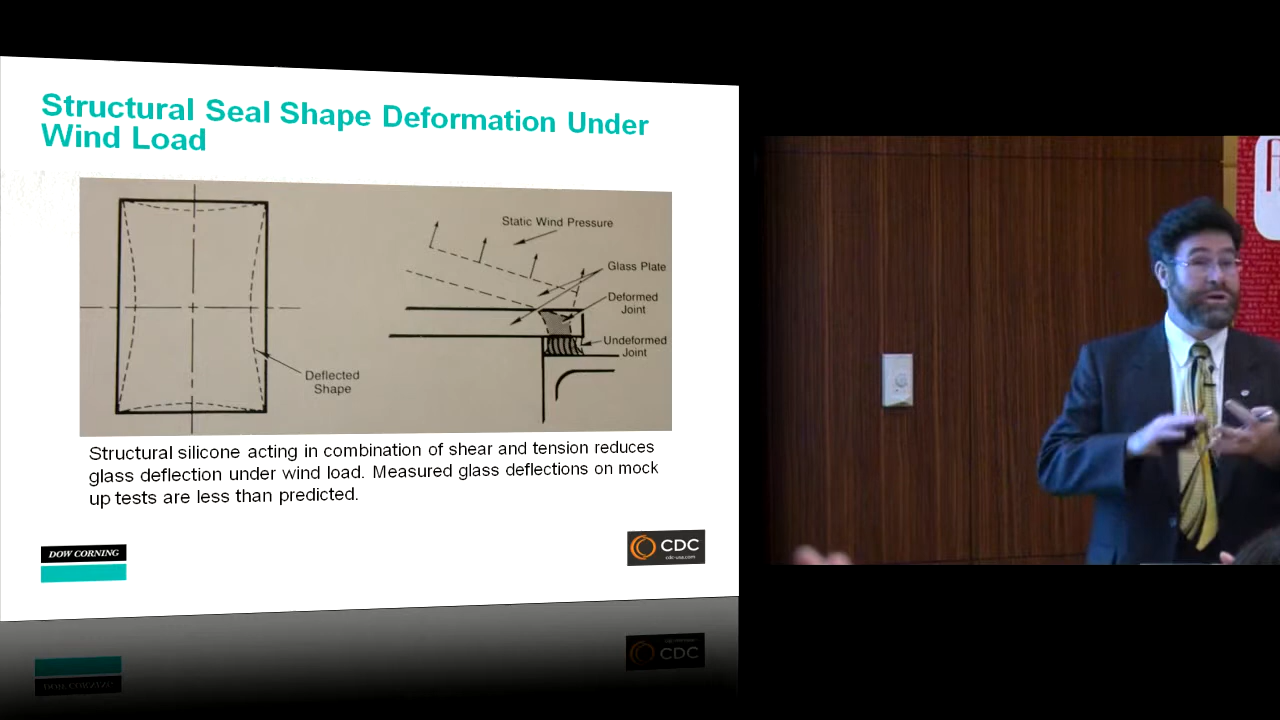 Structural Seal Shape Deformation Under
Wind Load
Static Wind Pressure
Glass Plate
Deformed
Joint
Undeformed
Joint
Deflected
Shape
Structural silicone acting in combination of shear and tension reduces
glass deflection under wind load. Measured glass deflections on mock
up tests are less than predicted.
DOW CORNING
CDC
cdc-usa.com